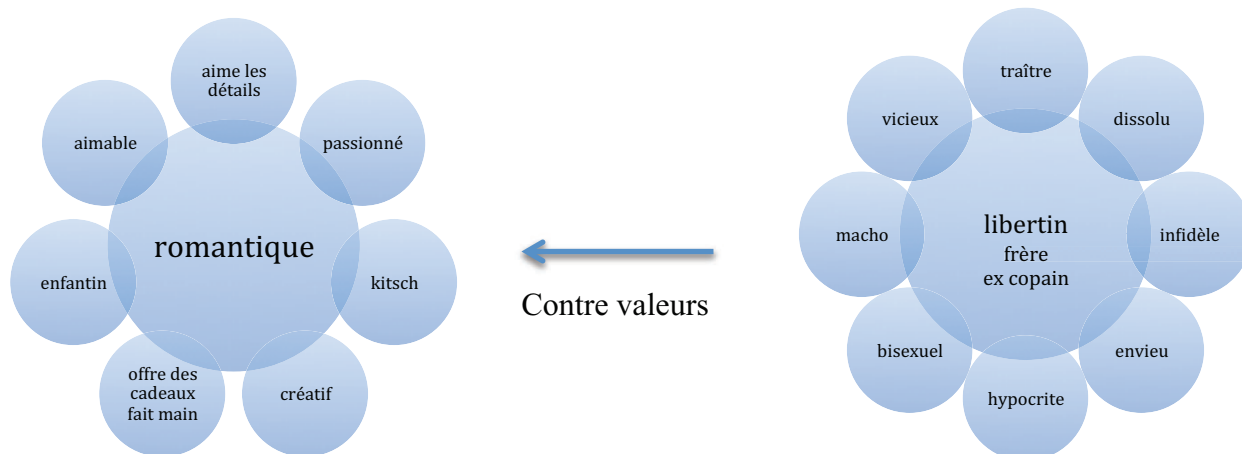 aime les
détails
passionné
kitsch
créatif
offre des
cadeaux
fait main
enfantin
aimable
romantique
Contre valeurs
traître
dissolu
infidèle
envieu
hypocrite
bisexuel
macho
vicieux
libertin
frère
ex copain